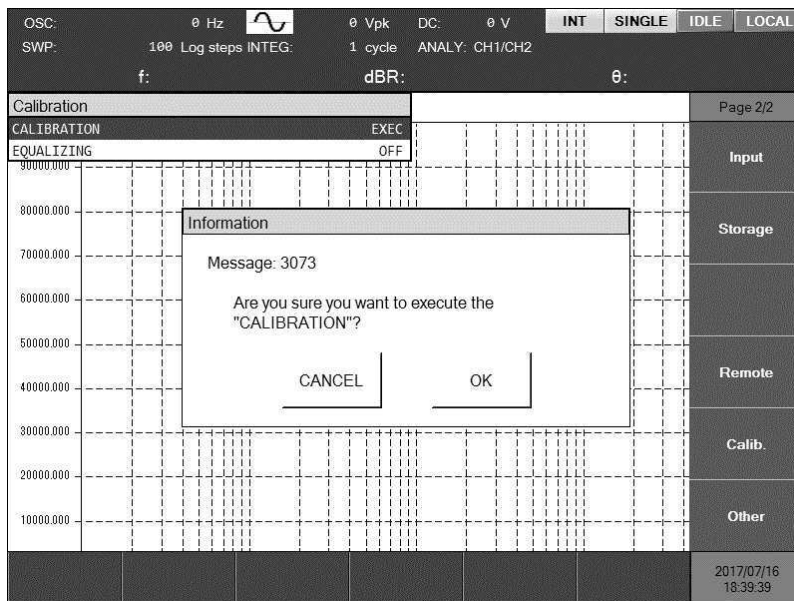 OSC: 0 Hz 0 Vpk DC: 0 V INT SINGLE IDLE LOCAL
SWP: 100 Log steps INTEG: 1 cycle ANALY: CH1/CH2
f: dBR: θ:
Calibration
CALIBRATION EXEC
EQUALIZING OFF
Page 2/2
Input
Storage
Remote
Calib.
Other
90000.000
80000.000
70000.000
60000.000
50000.000
40000.000
30000.000
20000.000
10000.000
Information
Message: 3073
Are you sure you want to execute the
"CALIBRATION"?
CANCEL OK
2017/07/16
18:39:39